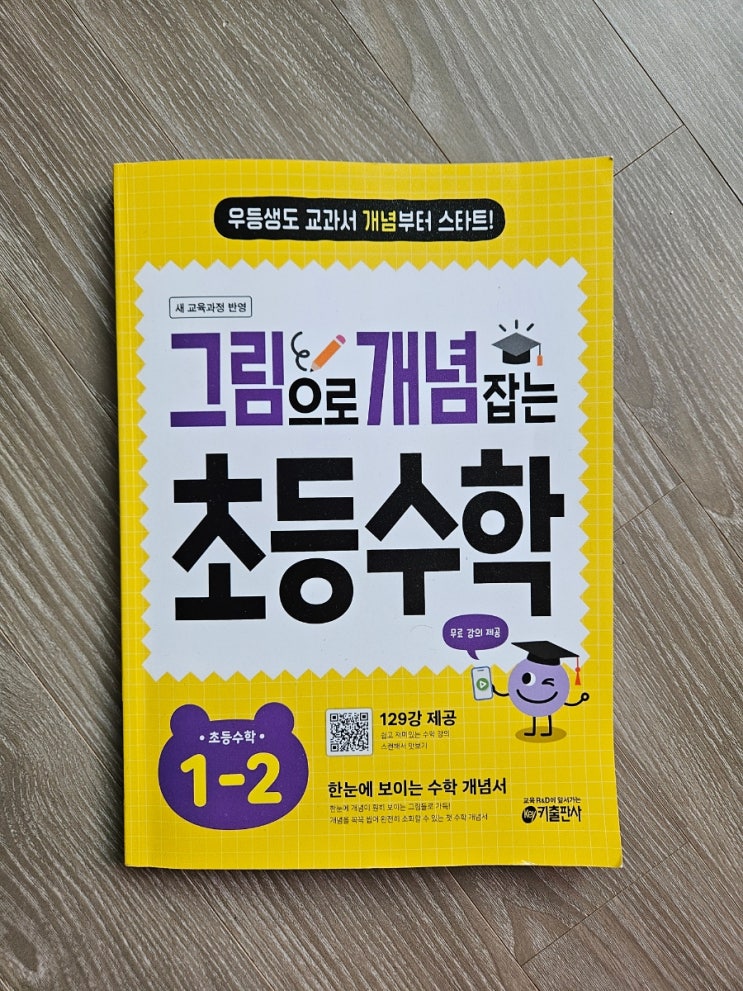 우등생도 교과서 개념부터 스타트!
새 교육과정 반영
그림으로 개념 잡는
초등수학
무료 강의 제공
• 초등수학 •
1-2
129강 제공
쉽고 재미있는 수학 강의
스캔해서 맛보기
한눈에 보이는 수학 개념서
한눈에 개념이 훤히 보이는 그림들로 가득!
개념을 꼭꼭 씹어 완전히 소화할 수 있는 첫 수학 개념서
교육 R&D에 앞서가는
Key 키출판사